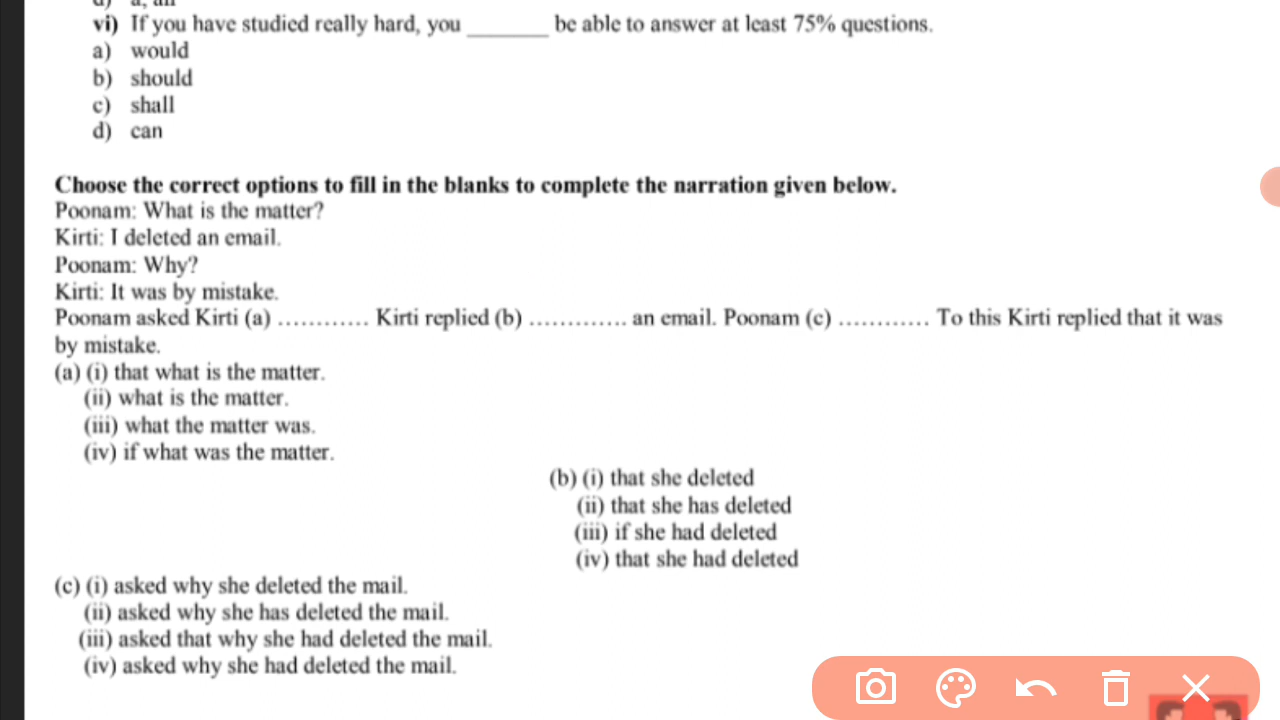 vi) If you have studied really hard, you _______ be able to answer at least 75% questions.
a) would
b) should
c) shall
d) can
Choose the correct options to fill in the blanks to complete the narration given below.
Poonam: What is the matter?
Kirti: I deleted an email.
Poonam: Why?
Kirti: It was by mistake.
Poonam asked Kirti (a) ………… Kirti replied (b) …………. an email. Poonam (c) ………… To this Kirti replied that it was
by mistake.
(a) (i) that what is the matter.
(ii) what is the matter.
(iii) what the matter was.
(iv) if what was the matter.
(b) (i) that she deleted
(ii) that she has deleted
(iii) if she had deleted
(iv) that she had deleted
(c) (i) asked why she deleted the mail.
(ii) asked why she has deleted the mail.
(iii) asked that why she had deleted the mail.
(iv) asked why she had deleted the mail.